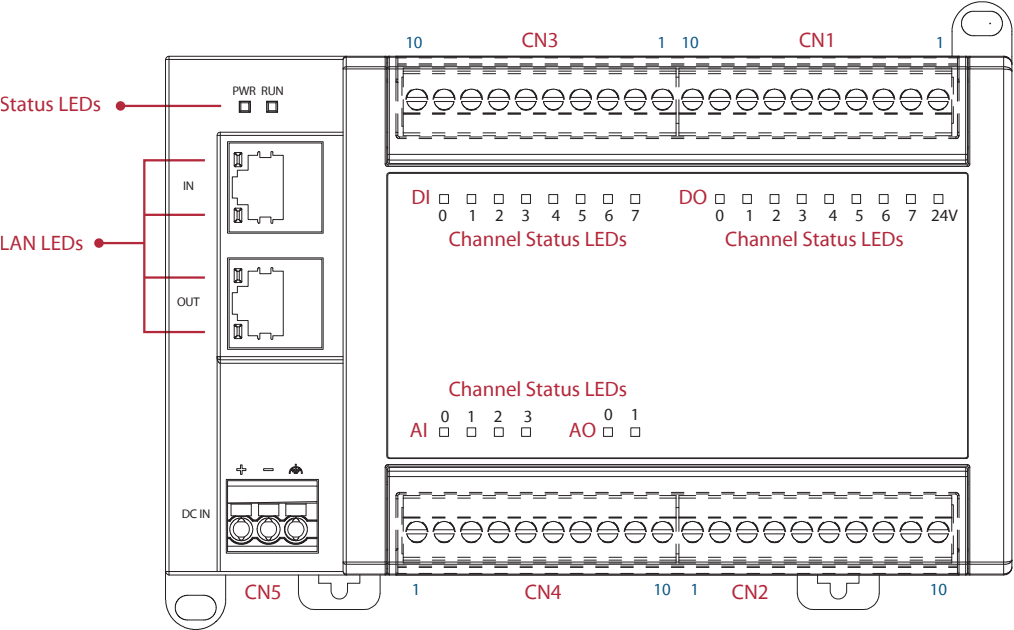 10 CN3 1 10 CN1 1
PWR RUN
Status LEDs
IN
DI
0 1 2 3 4 5 6 7
Channel Status LEDs
DO
0 1 2 3 4 5 6 7 24V
Channel Status LEDs
LAN LEDs
OUT
Channel Status LEDs
0 1 2 3
AI
0 1
AO
+ −
DC IN
CN5
1 CN4 10 1 CN2 10